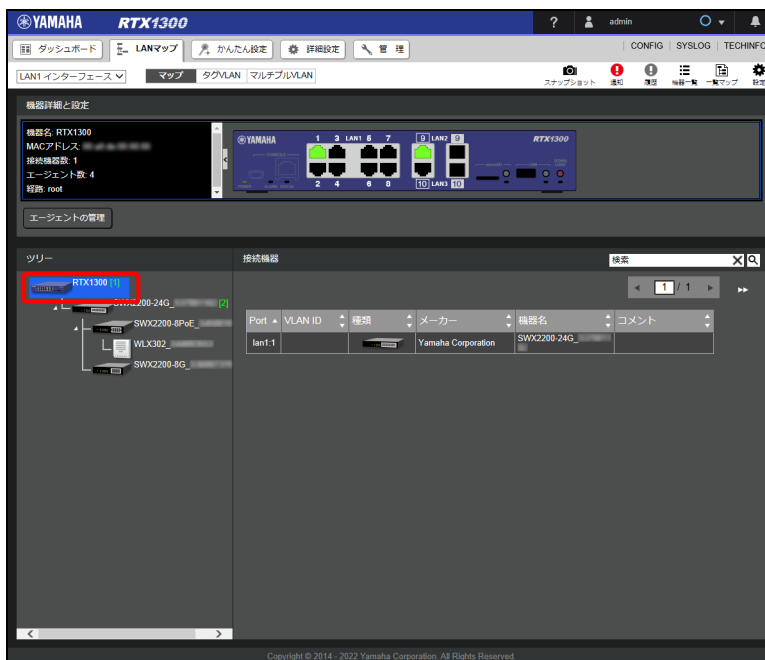 YAMAHA RTX1300 ? admin
ダッシュボード LANマップ かんたん設定 詳細設定 管 理 CONFIG SYSLOG TECHINFO
LAN1 インターフェース マップ タグVLAN マルチプルVLAN スナップショット 通知 履歴 機器一覧 一覧マップ 設定
機器詳細と設定
機器名: RTX1300
MACアドレス:
接続機器数: 1
エージェント数: 4
経路: root
YAMAHA 1 3 LAN1 5 7 9 LAN2 9 RTX1300
2 4 6 8 10 LAN3 10
エージェントの管理
ツリー 接続機器 検索
RTX1300 [1]
SWX2200-24G_ [2]
SWX2200-8PoE_
WLX302_
SWX2200-8G_
1 / 1
Port VLAN ID 種類 メーカー 機器名 コメント
lan1:1 Yamaha Corporation SWX2200-24G_
Copyright © 2014 - 2022 Yamaha Corporation. All Rights Reserved.